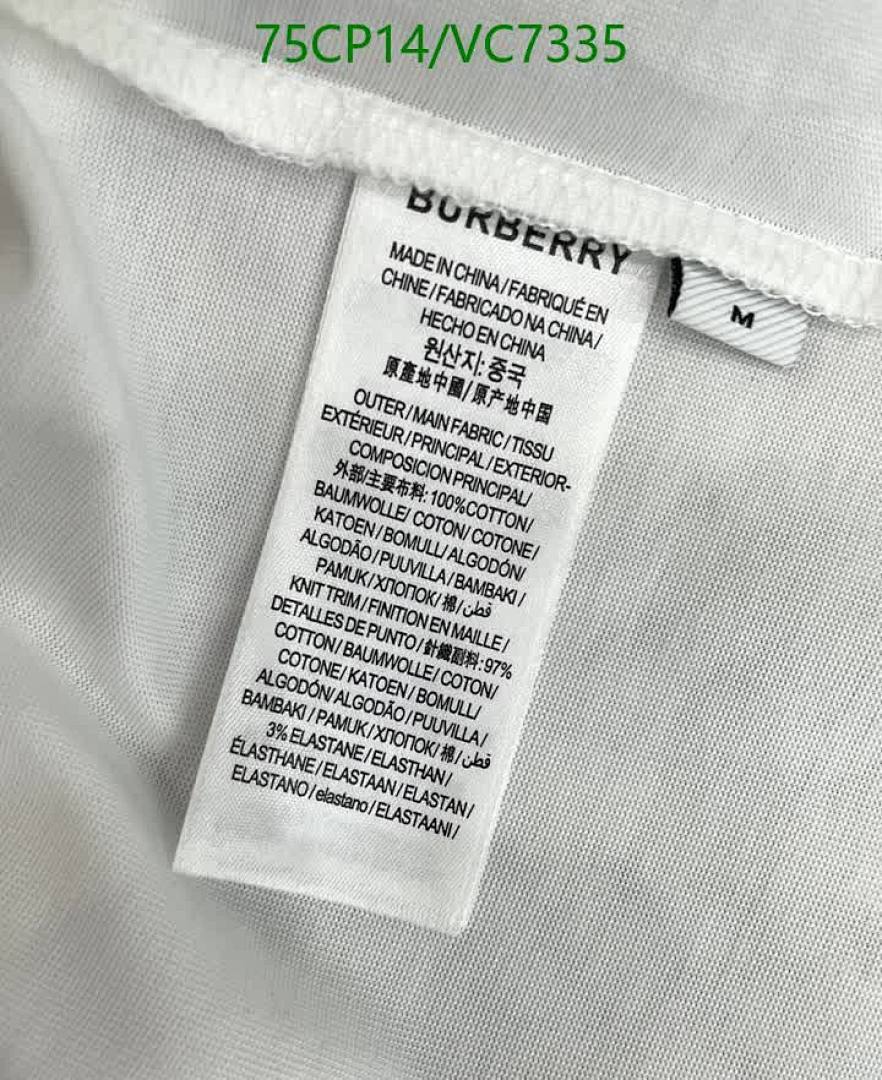 75CP14/VC7335
BURBERRY
M
MADE IN CHINA/FABRIQUÉ EN
CHINE/FABRICADO NA CHINA/
HECHO EN CHINA
원산지: 중국
原產地中國/原产地中国
OUTER/MAIN FABRIC/TISSU
EXTÉRIEUR/PRINCIPAL/EXTERIOR-
COMPOSICION PRINCIPAL/
外部/主要布料:100%COTTON/
BAUMWOLLE/COTON/COTONE/
KATOEN/BOMULL/ALGODÓN/
ALGODÃO/PUUVILLA/BAMBAKI/
PAMUK/ХЛОПОК/棉/قطن
KNIT TRIM/FINITION EN MAILLE/
DETALLES DE PUNTO/針織副料:97%
COTTON/BAUMWOLLE/COTON/
COTONE/KATOEN/BOMULL/
ALGODÓN/ALGODÃO/PUUVILLA/
BAMBAKI/PAMUK/ХЛОПОК/棉/قطن
3% ELASTANE/ELASTHAN/
ÉLASTHANE/ELASTAAN/ELASTAN/
ELASTANO/elastano/ELASTAANI/